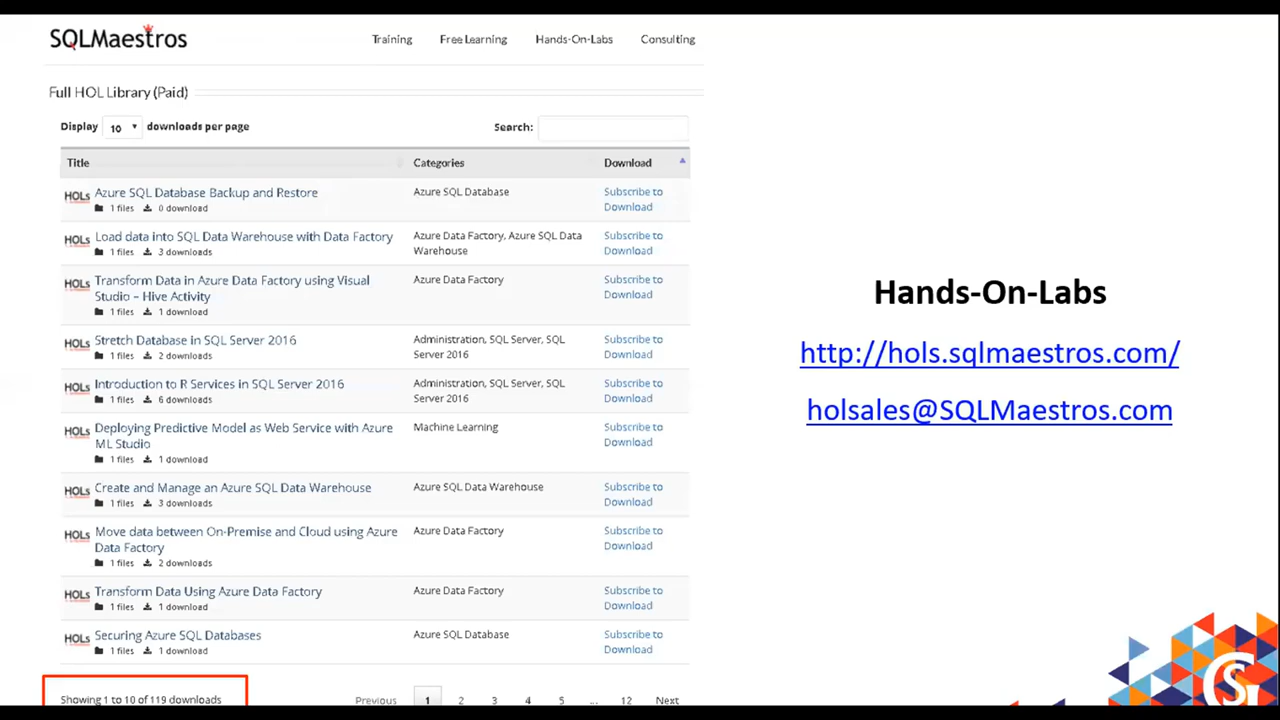 SQLMaestros
Training Free Learning Hands-On-Labs Consulting
Full HOL Library (Paid)
Display 10 downloads per page Search:
Title Categories Download
HOLs Azure SQL Database Backup and Restore Azure SQL Database Subscribe to
1 files 0 download Download
HOLs Load data into SQL Data Warehouse with Data Factory Azure Data Factory, Azure SQL Data Subscribe to
1 files 3 downloads Warehouse Download
HOLs Transform Data in Azure Data Factory using Visual Azure Data Factory Subscribe to
Studio – Hive Activity Download
1 files 1 download
HOLs Stretch Database in SQL Server 2016 Administration, SQL Server, SQL Subscribe to
1 files 2 downloads Server 2016 Download
HOLs Introduction to R Services in SQL Server 2016 Administration, SQL Server, SQL Subscribe to
1 files 6 downloads Server 2016 Download
HOLs Deploying Predictive Model as Web Service with Azure Machine Learning Subscribe to
ML Studio Download
1 files 1 download
HOLs Create and Manage an Azure SQL Data Warehouse Azure SQL Data Warehouse Subscribe to
1 files 3 downloads Download
HOLs Move data between On-Premise and Cloud using Azure Azure Data Factory Subscribe to
Data Factory Download
1 files 2 downloads
HOLs Transform Data Using Azure Data Factory Azure Data Factory Subscribe to
1 files 1 download Download
HOLs Securing Azure SQL Databases Azure SQL Database Subscribe to
1 files 1 download Download
Showing 1 to 10 of 119 downloads Previous 1 2 3 4 5 ... 12 Next
Hands-On-Labs
http://hols.sqlmaestros.com/
holsales@SQLMaestros.com